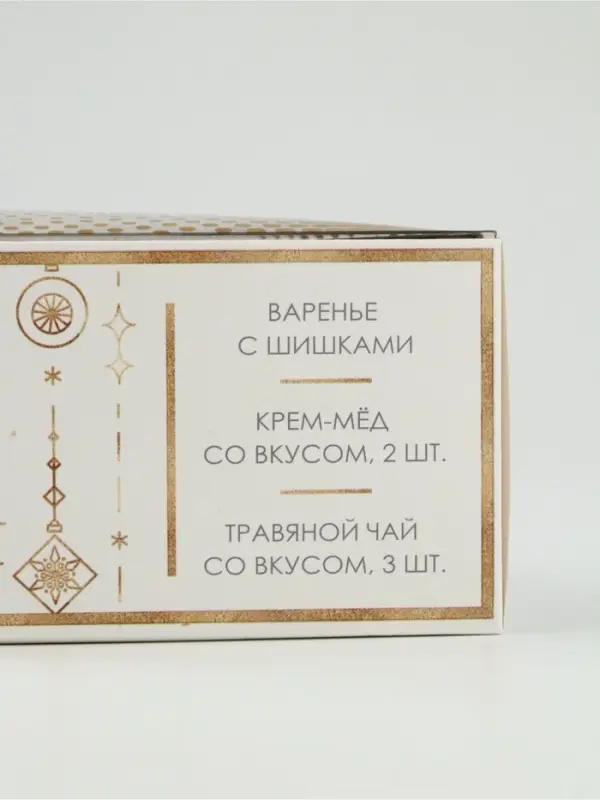 ВАРЕНЬЕ
С ШИШКАМИ
КРЕМ-МЁД
СО ВКУСОМ, 2 ШТ.
ТРАВЯНОЙ ЧАЙ
СО ВКУСОМ, 3 ШТ.